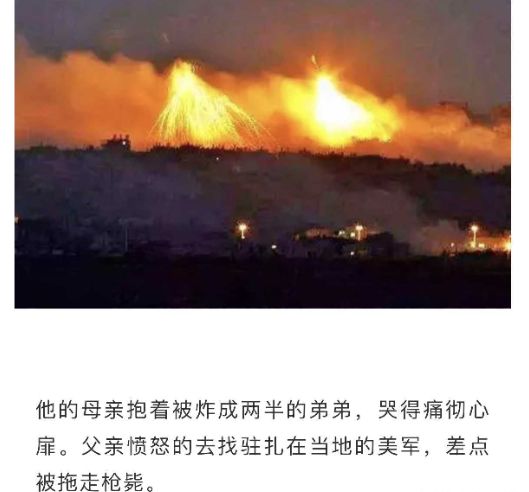 他的母亲抱着被炸成两半的弟弟，哭得痛彻心
扉。父亲愤怒的去找驻扎在当地的美军，差点
被拖走枪毙。